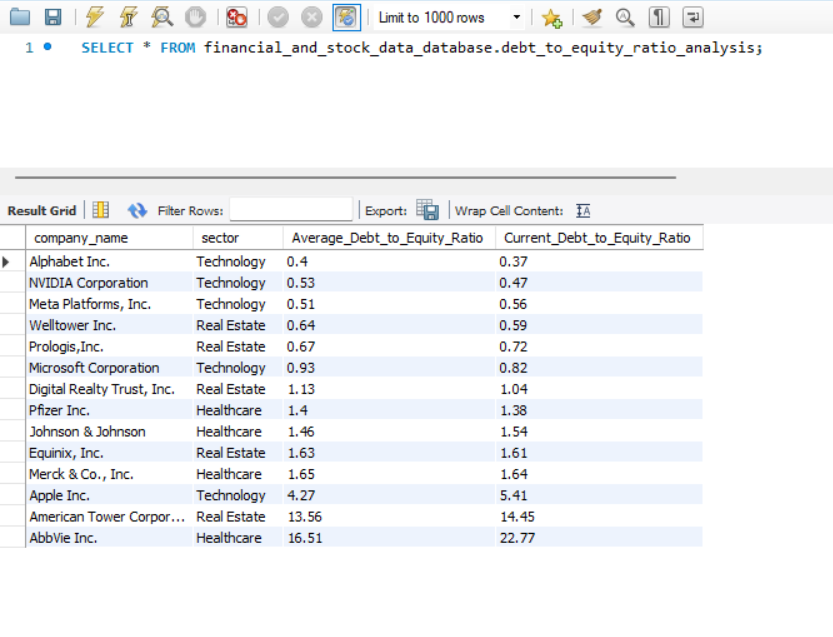 Limit to 1000 rows
1 SELECT * FROM financial_and_stock_data_database.debt_to_equity_ratio_analysis;
Result Grid Filter Rows: Export: Wrap Cell Content: IA
company_name sector Average_Debt_to_Equity_Ratio Current_Debt_to_Equity_Ratio
Alphabet Inc. Technology 0.4 0.37
NVIDIA Corporation Technology 0.53 0.47
Meta Platforms, Inc. Technology 0.51 0.56
Welltower Inc. Real Estate 0.64 0.59
Prologis,Inc. Real Estate 0.67 0.72
Microsoft Corporation Technology 0.93 0.82
Digital Realty Trust, Inc. Real Estate 1.13 1.04
Pfizer Inc. Healthcare 1.4 1.38
Johnson & Johnson Healthcare 1.46 1.54
Equinix, Inc. Real Estate 1.63 1.61
Merck & Co., Inc. Healthcare 1.65 1.64
Apple Inc. Technology 4.27 5.41
American Tower Corpor... Real Estate 13.56 14.45
AbbVie Inc. Healthcare 16.51 22.77